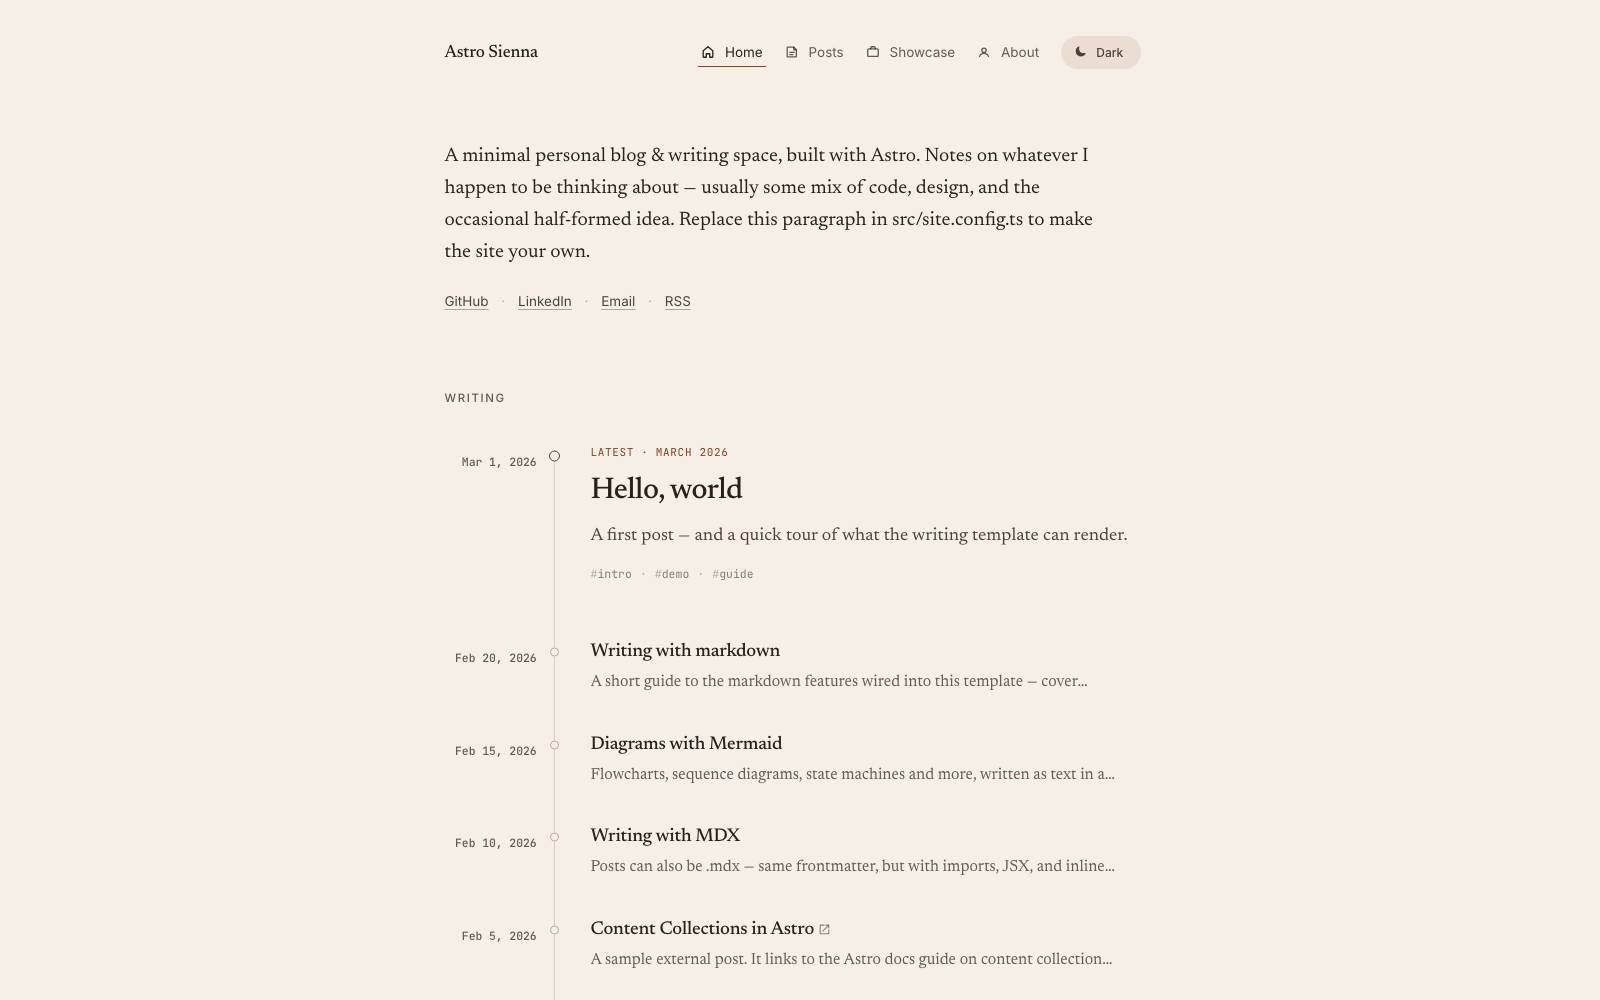 Astro Sienna
Home Posts Showcase About Dark
A minimal personal blog & writing space, built with Astro. Notes on whatever I
happen to be thinking about — usually some mix of code, design, and the
occasional half-formed idea. Replace this paragraph in src/site.config.ts to make
the site your own.
GitHub · LinkedIn · Email · RSS
WRITING
Mar 1, 2026
LATEST · MARCH 2026
Hello, world
A first post — and a quick tour of what the writing template can render.
#intro · #demo · #guide
Feb 20, 2026
Writing with markdown
A short guide to the markdown features wired into this template — cover...
Feb 15, 2026
Diagrams with Mermaid
Flowcharts, sequence diagrams, state machines and more, written as text in a...
Feb 10, 2026
Writing with MDX
Posts can also be .mdx — same frontmatter, but with imports, JSX, and inline...
Feb 5, 2026
Content Collections in Astro
A sample external post. It links to the Astro docs guide on content collection...